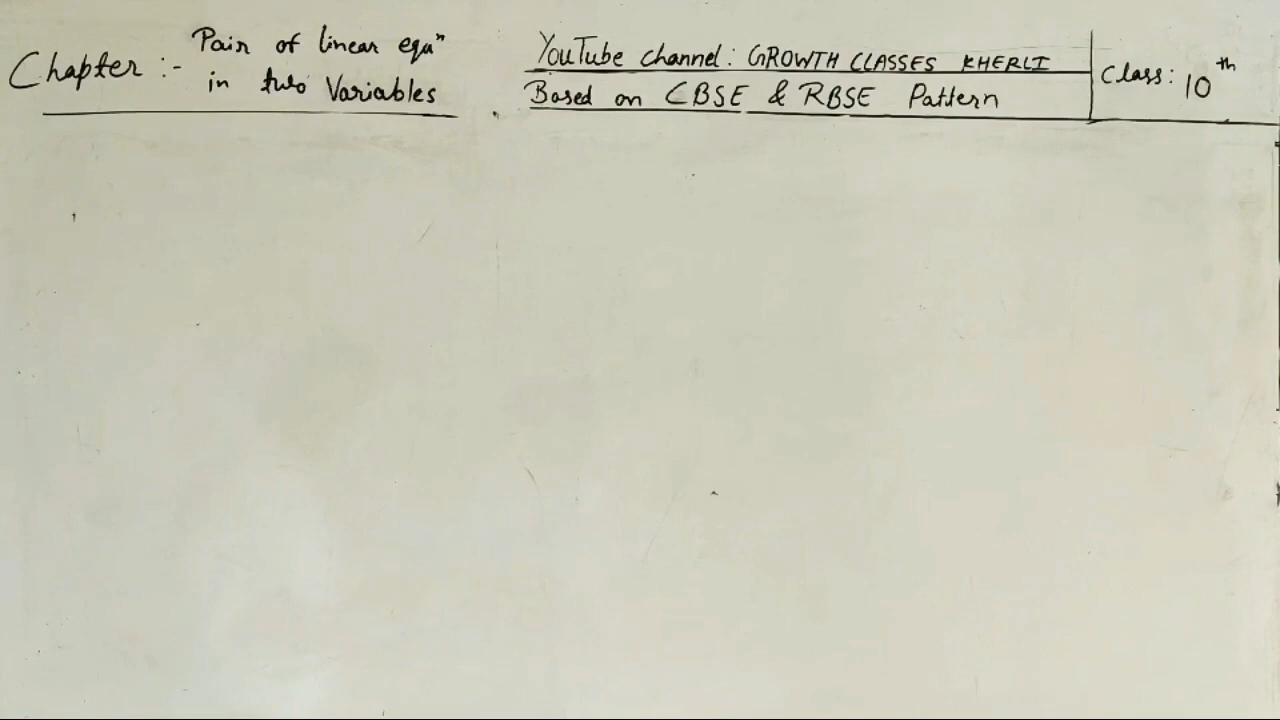 Chapter :- Pair of linear equⁿ
in two Variables
YouTube channel: GROWTH CLASSES KHERLI
Based on CBSE & RBSE Pattern
Class: 10th